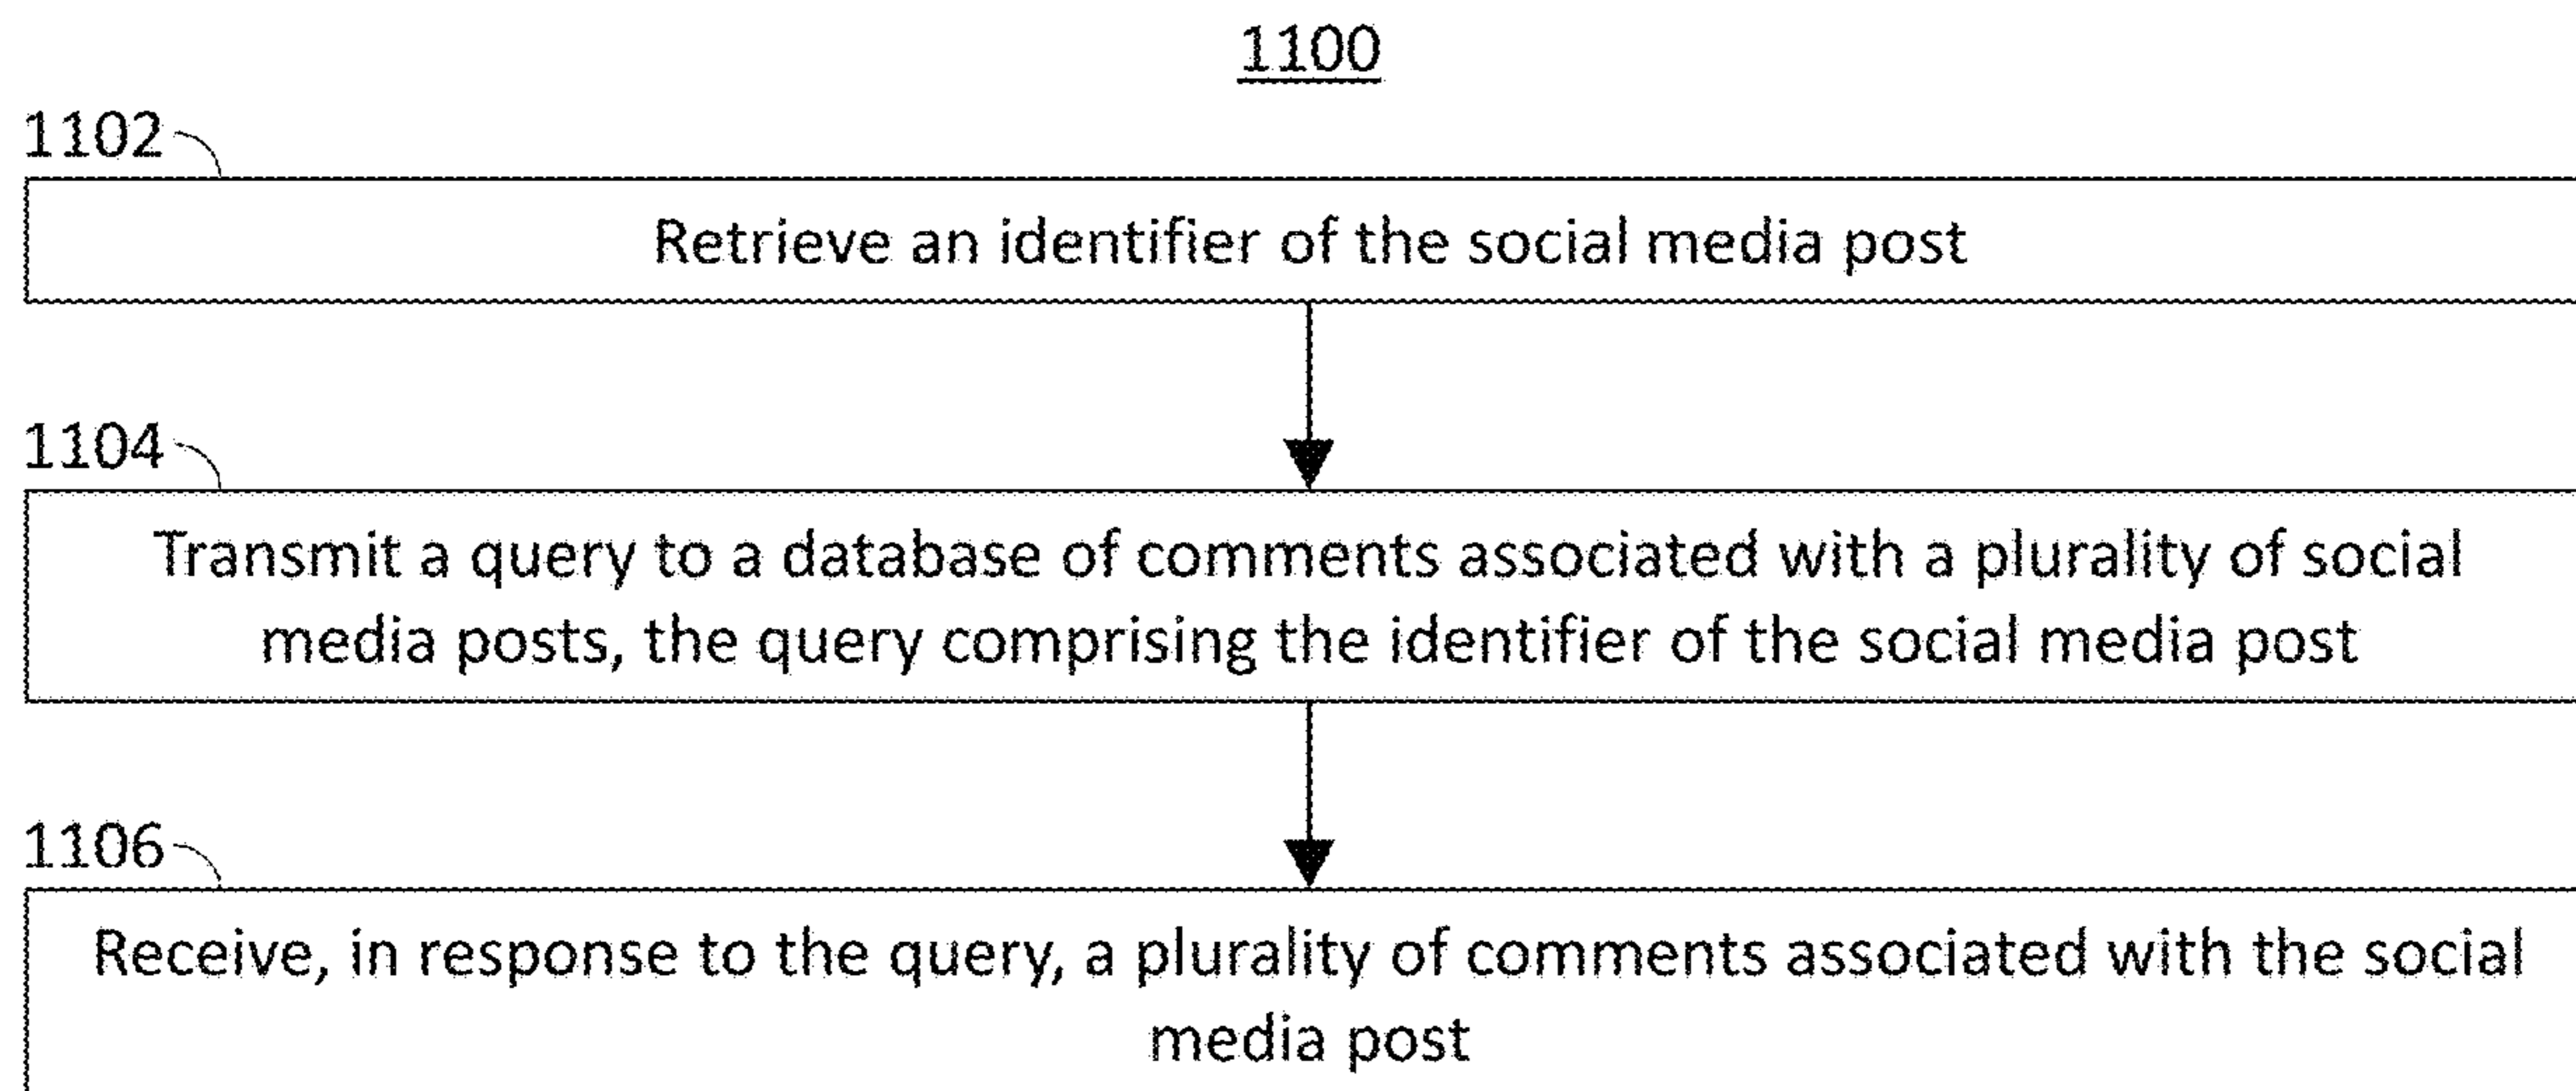 1100
1102
Retrieve an identifier of the social media post
1104
Transmit a query to a database of comments associated with a plurality of social
media posts, the query comprising the identifier of the social media post
1106
Receive, in response to the query, a plurality of comments associated with the social
media post